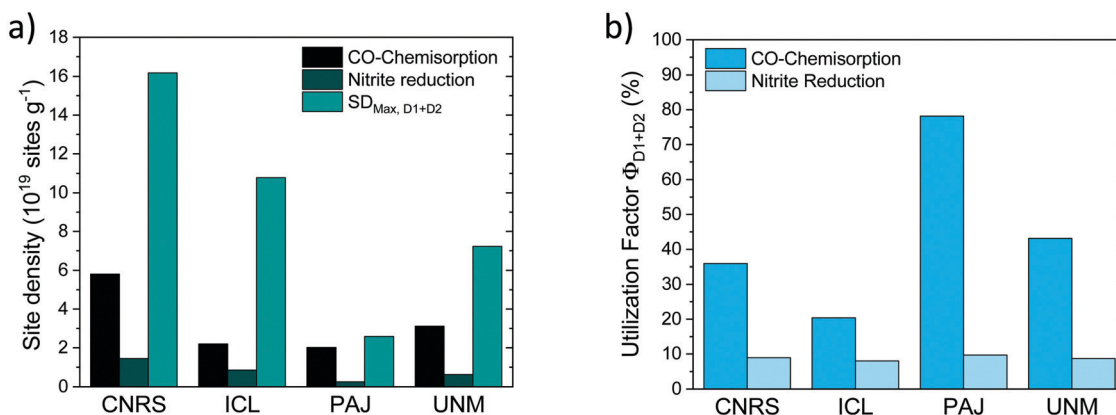 a)
Site density (10¹⁹ sites g⁻¹)
18
16
14
12
10
8
6
4
2
0
CO-Chemisorption
Nitrite reduction
SD_Max, D1+D2
CNRS ICL PAJ UNM
b)
Utilization Factor Φ_D1+D2 (%)
100
90
80
70
60
50
40
30
20
10
0
CO-Chemisorption
Nitrite Reduction
CNRS ICL PAJ UNM